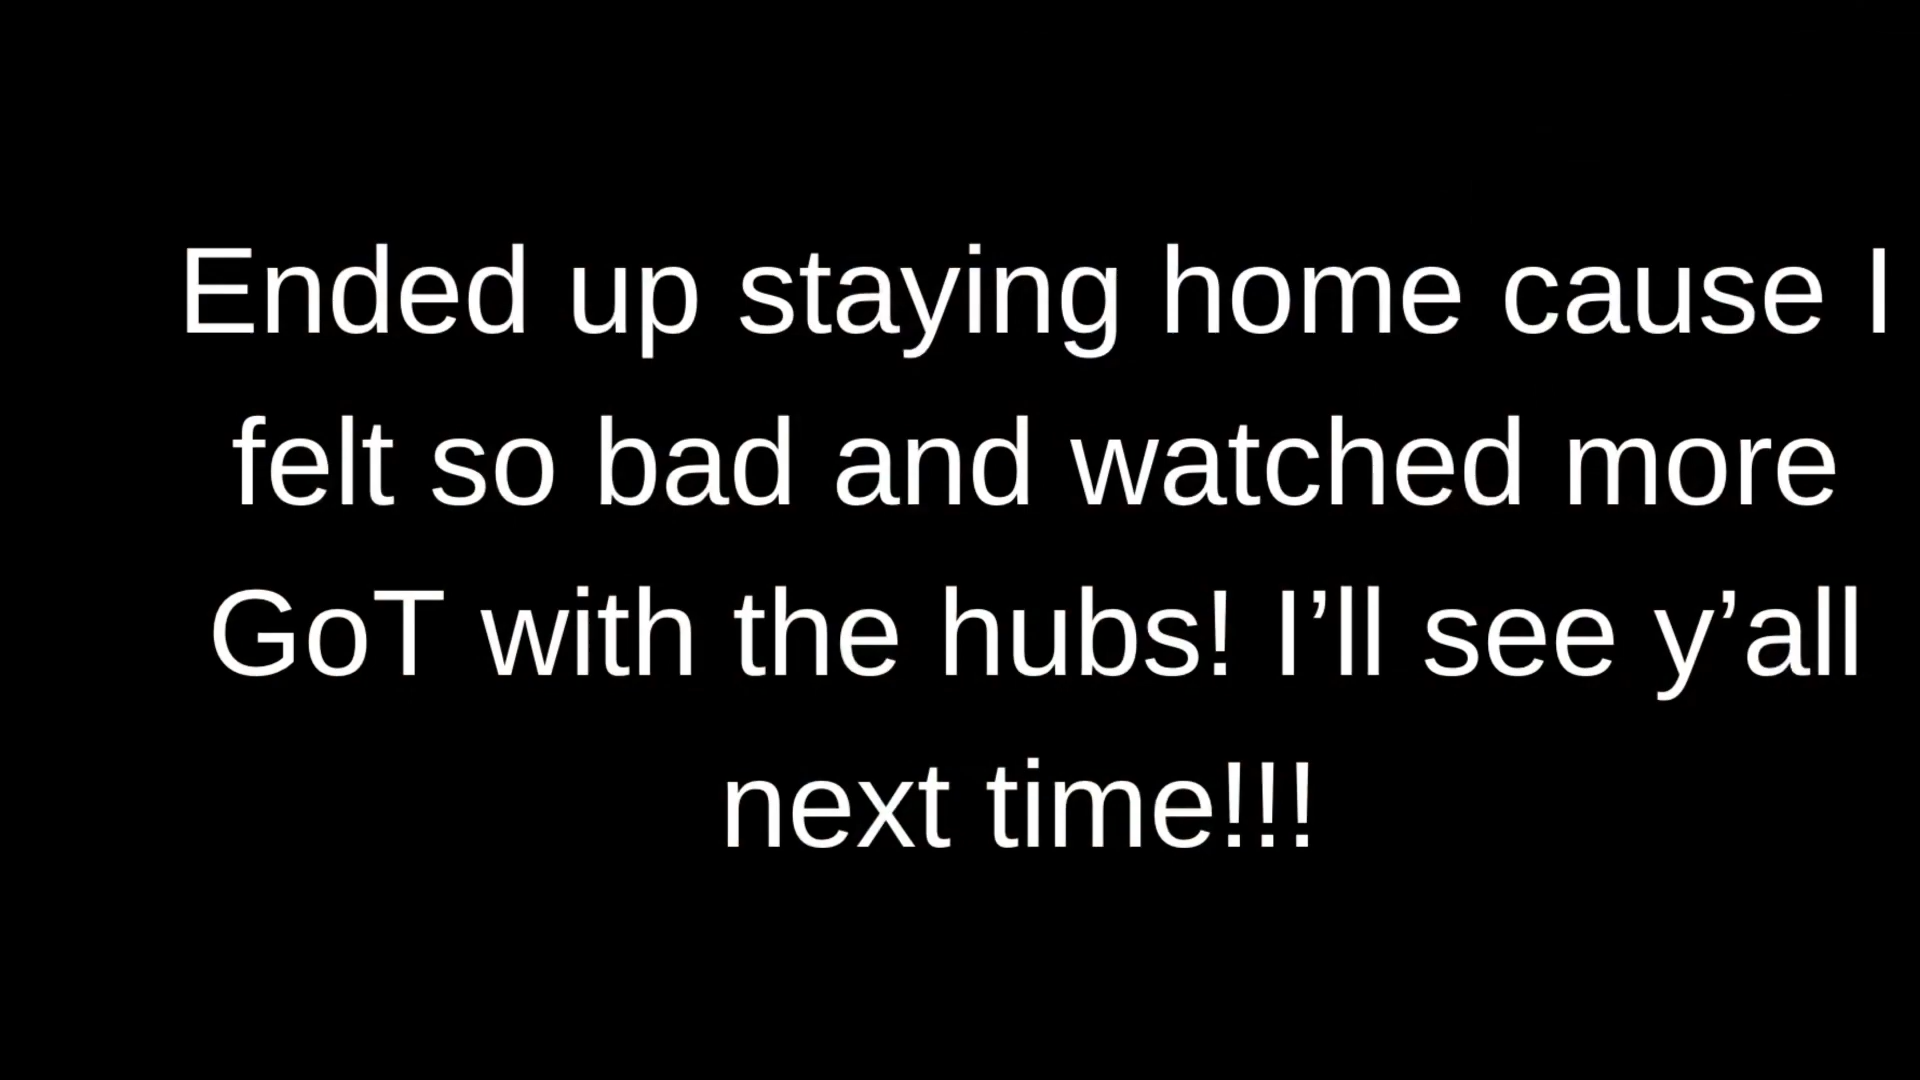 Ended up staying home cause I
felt so bad and watched more
GoT with the hubs! I’ll see y’all
next time!!!